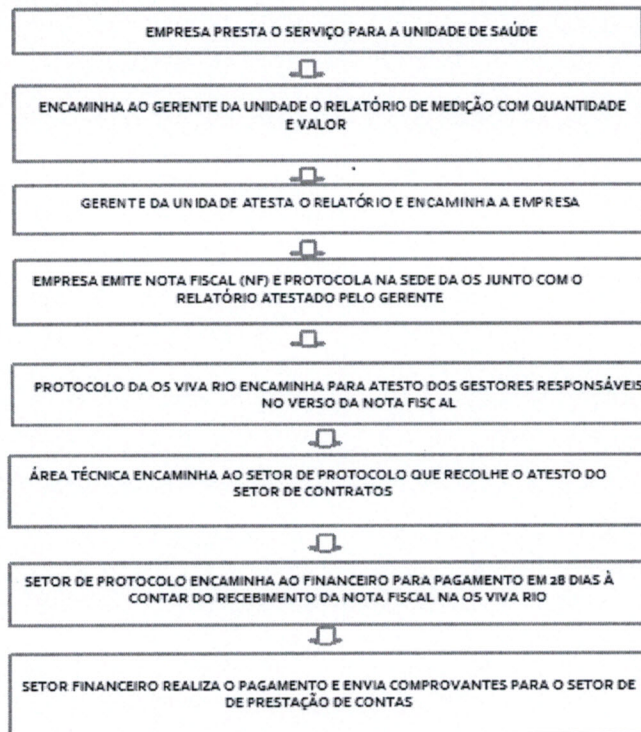 EMPRESA PRESTA O SERVIÇO PARA A UNIDADE DE SAÚDE
ENCAMINHA AO GERENTE DA UNIDADE O RELATÓRIO DE MEDIÇÃO COM QUANTIDADE
E VALOR
GERENTE DA UNIDADE ATESTA O RELATÓRIO E ENCAMINHA A EMPRESA
EMPRESA EMITE NOTA FISCAL (NF) E PROTOCOLA NA SEDE DA OS JUNTO COM O
RELATÓRIO ATESTADO PELO GERENTE
PROTOCOLO DA OS VIVA RIO ENCAMINHA PARA ATESTO DOS GESTORES RESPONSÁVEIS
NO VERSO DA NOTA FISCAL
ÁREA TÉCNICA ENCAMINHA AO SETOR DE PROTOCOLO QUE RECOLHE O ATESTO DO
SETOR DE CONTRATOS
SETOR DE PROTOCOLO ENCAMINHA AO FINANCEIRO PARA PAGAMENTO EM 28 DIAS À
CONTAR DO RECEBIMENTO DA NOTA FISCAL NA OS VIVA RIO
SETOR FINANCEIRO REALIZA O PAGAMENTO E ENVIA COMPROVANTES PARA O SETOR DE
DE PRESTAÇÃO DE CONTAS